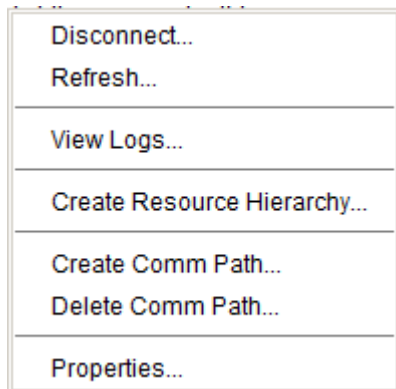 Disconnect...
Refresh...
View Logs...
Create Resource Hierarchy...
Create Comm Path...
Delete Comm Path...
Properties...